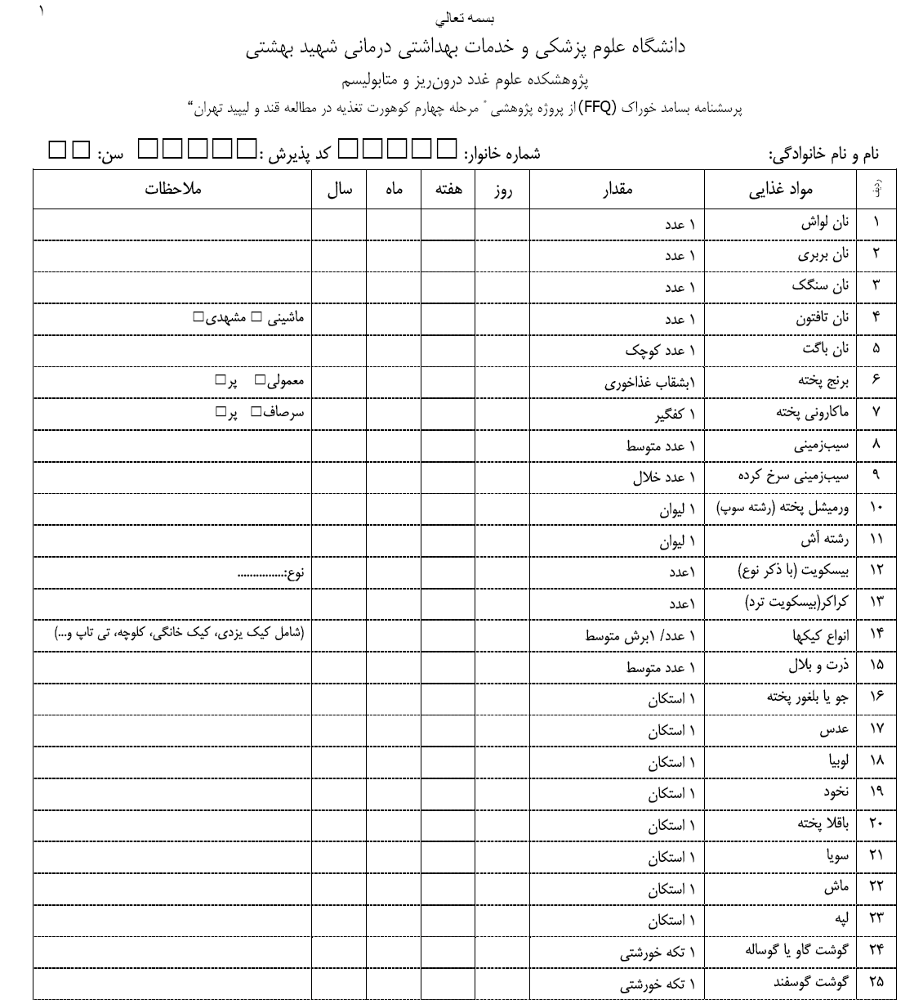 ۱
بسمه تعالي
دانشگاه علوم پزشکی و خدمات بهداشتی درمانی شهید بهشتی
پژوهشکده علوم غدد درون‌ریز و متابولیسم
پرسشنامه بسامد خوراک (FFQ) از پروژه پژوهشی " مرحله چهارم کوهورت تغذیه در مطالعه قند و لیپید تهران“
نام و نام خانوادگی: شماره خانوار: □□□□□ کد پذیرش: □□□□□ سن: □□
ردیف مواد غذایی مقدار روز هفته ماه سال ملاحظات
۱ نان لواش ۱ عدد
۲ نان بربری ۱ عدد
۳ نان سنگک ۱ عدد
۴ نان تافتون ۱ عدد ماشینی □ مشهدی□
۵ نان باگت ۱ عدد کوچک
۶ برنج پخته ۱بشقاب غذاخوری معمولی□ پر□
۷ ماکارونی پخته ۱ کفگیر سرصاف□ پر□
۸ سیب‌زمینی ۱ عدد متوسط
۹ سیب‌زمینی سرخ کرده ۱ عدد خلال
۱۰ ورمیشل پخته (رشته سوپ) ۱ لیوان
۱۱ رشته آش ۱ لیوان
۱۲ بیسکویت (با ذکر نوع) ۱عدد نوع:...............
۱۳ کراکر(بیسکویت ترد) ۱عدد
۱۴ انواع کیکها ۱ عدد/ ۱برش متوسط (شامل کیک یزدی، کیک خانگی، کلوچه، تی تاپ و...)
۱۵ ذرت و بلال ۱ عدد متوسط
۱۶ جو یا بلغور پخته ۱ استکان
۱۷ عدس ۱ استکان
۱۸ لوبیا ۱ استکان
۱۹ نخود ۱ استکان
۲۰ باقلا پخته ۱ استکان
۲۱ سویا ۱ استکان
۲۲ ماش ۱ استکان
۲۳ لپه ۱ استکان
۲۴ گوشت گاو یا گوساله ۱ تکه خورشتی
۲۵ گوشت گوسفند ۱ تکه خورشتی